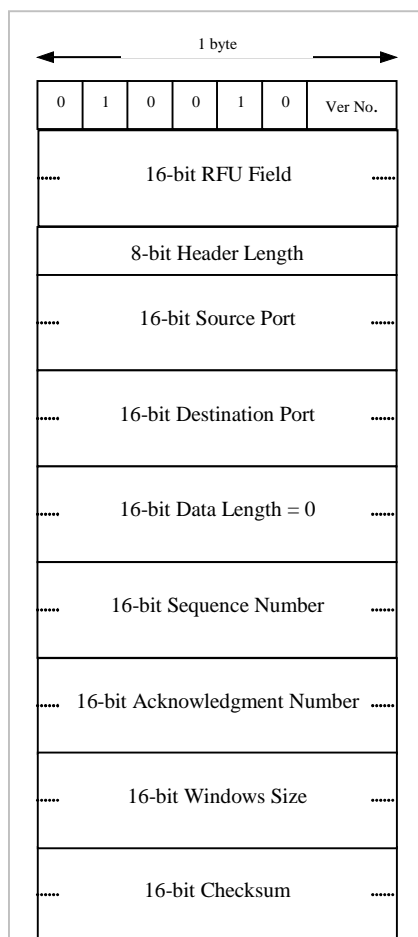 1 byte
0 1 0 0 1 0 Ver No.
16-bit RFU Field
8-bit Header Length
16-bit Source Port
16-bit Destination Port
16-bit Data Length = 0
16-bit Sequence Number
16-bit Acknowledgment Number
16-bit Windows Size
16-bit Checksum